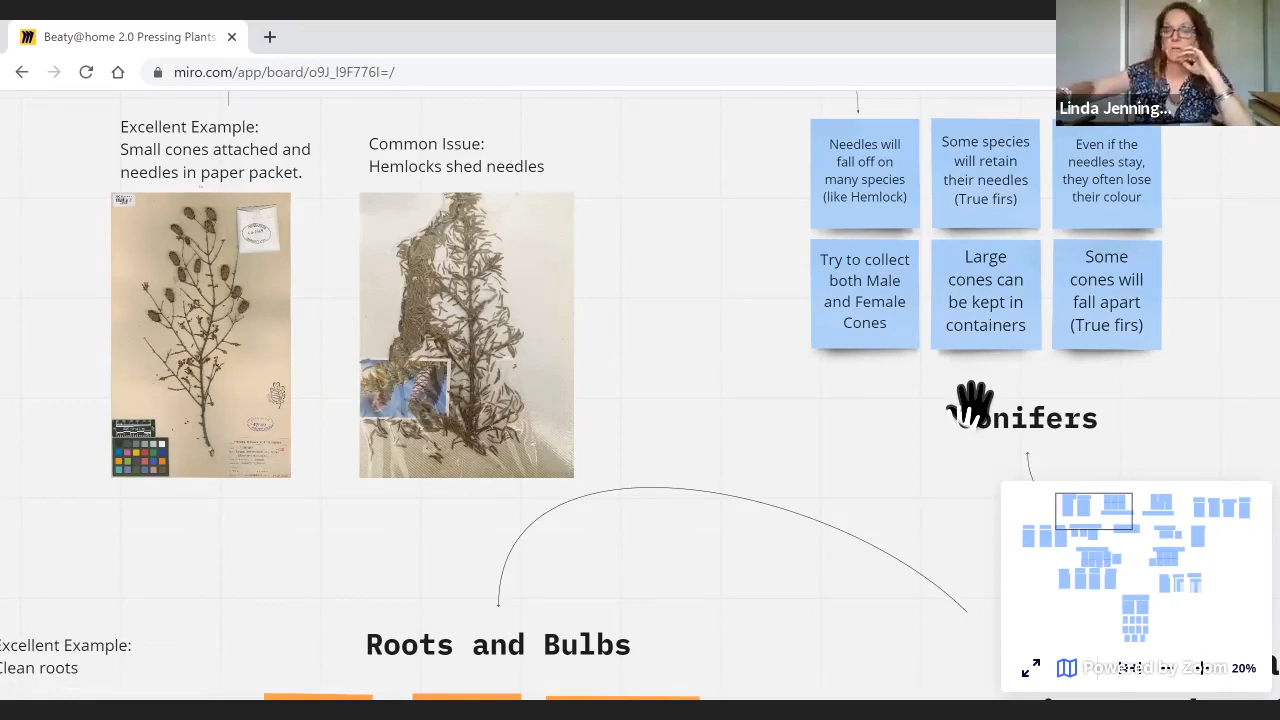 Beaty@home 2.0 Pressing Plants
miro.com/app/board/o9J_l9F776I=/
Linda Jenning...
Excellent Example:
Small cones attached and
needles in paper packet.
Common Issue:
Hemlocks shed needles
Needles will
fall off on
many species
(like Hemlock)
Some species
will retain
their needles
(True firs)
Even if the
needles stay,
they often lose
their colour
Try to collect
both Male
and Female
Cones
Large
cones can
be kept in
containers
Some
cones will
fall apart
(True firs)
Conifers
Roots and Bulbs
Excellent Example:
Clean roots
Powered by Zoom
20%